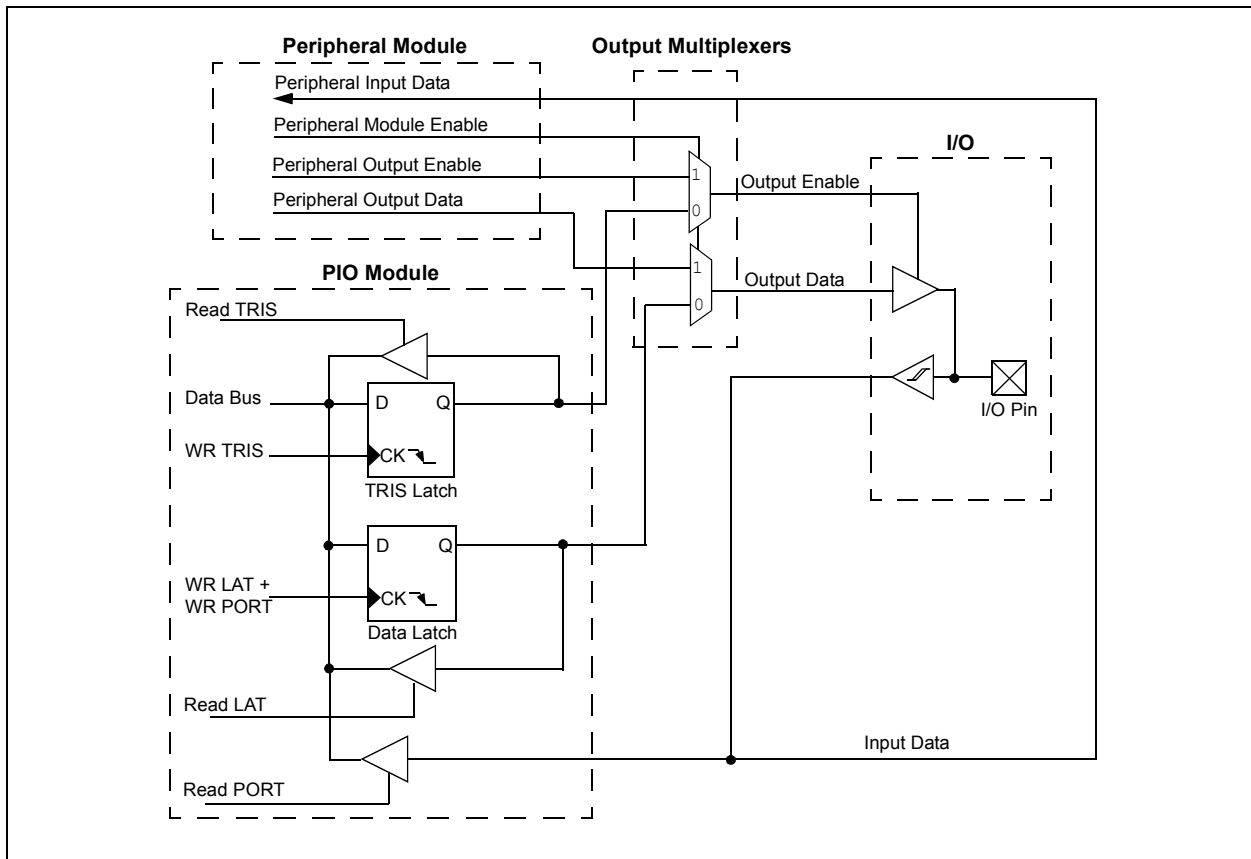 Peripheral Module
Output Multiplexers
Peripheral Input Data
Peripheral Module Enable
I/O
Peripheral Output Enable
1
Output Enable
Peripheral Output Data
0
PIO Module
1
Output Data
0
Read TRIS
Data Bus
D
Q
I/O Pin
WR TRIS
CK
TRIS Latch
D
Q
WR LAT +
WR PORT
CK
Data Latch
Read LAT
Input Data
Read PORT